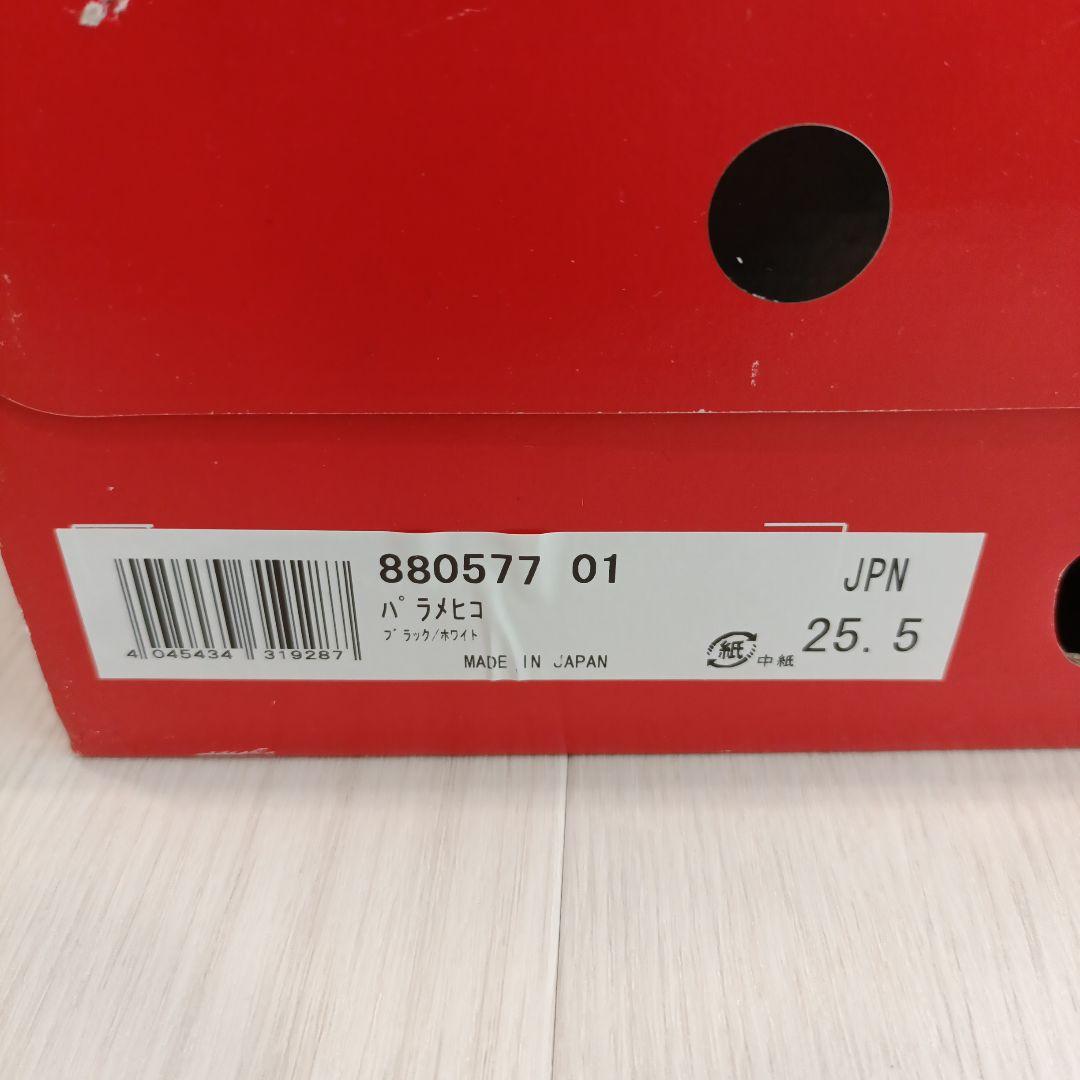 880577 01
JPN
パラメヒコ
ブラック/ホワイト
25.5
4 045434 319287
MADE IN JAPAN
紙
中紙